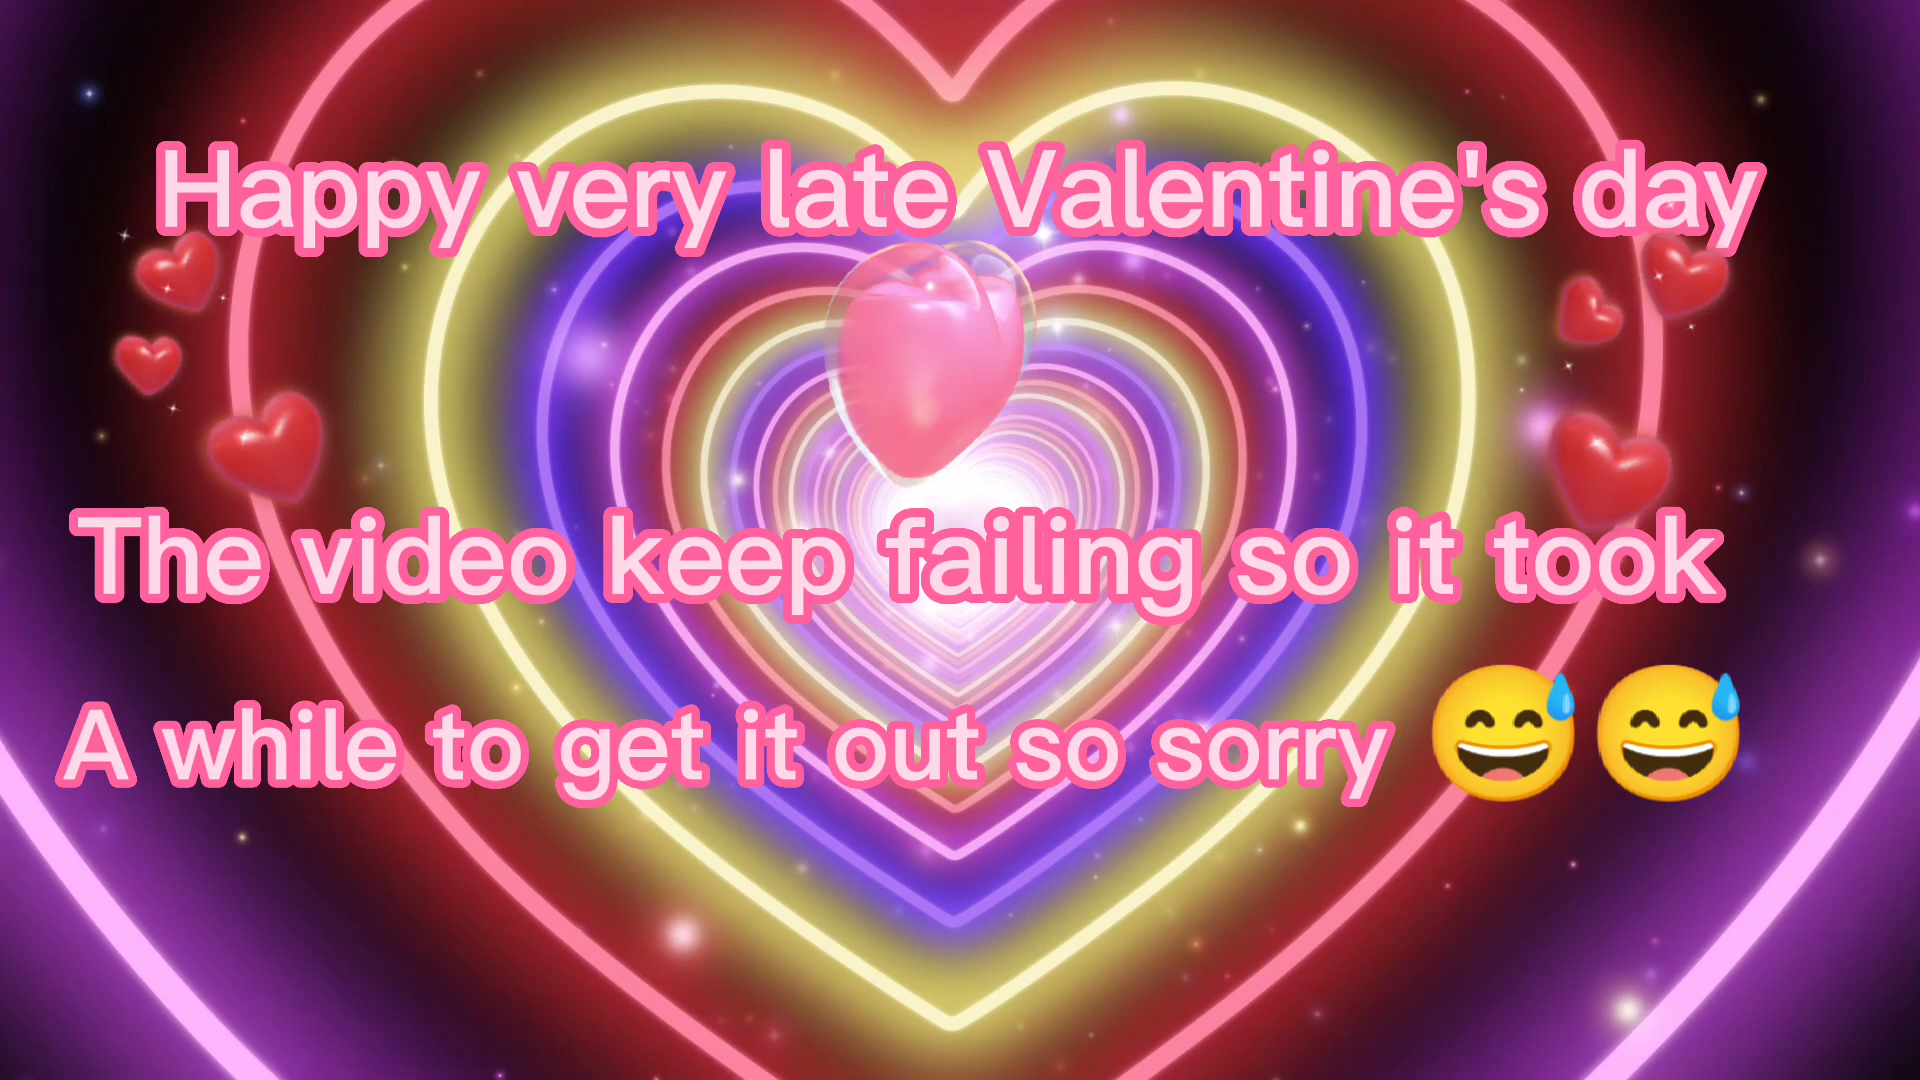 Happy very late Valentine's day
The video keep failing so it took
A while to get it out so sorry 😅😅